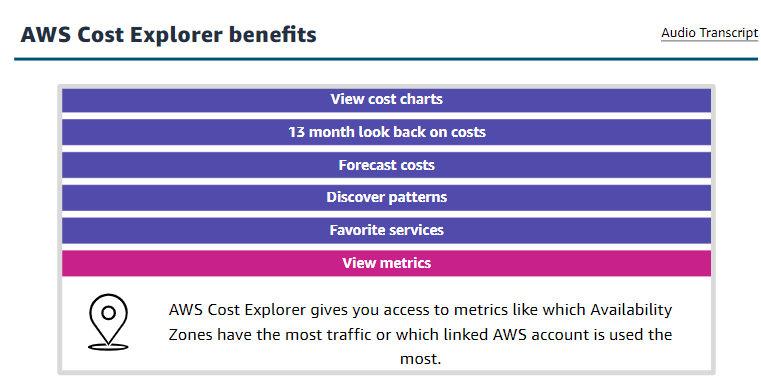 AWS Cost Explorer benefits
Audio Transcript
View cost charts
13 month look back on costs
Forecast costs
Discover patterns
Favorite services
View metrics
AWS Cost Explorer gives you access to metrics like which Availability
Zones have the most traffic or which linked AWS account is used the
most.